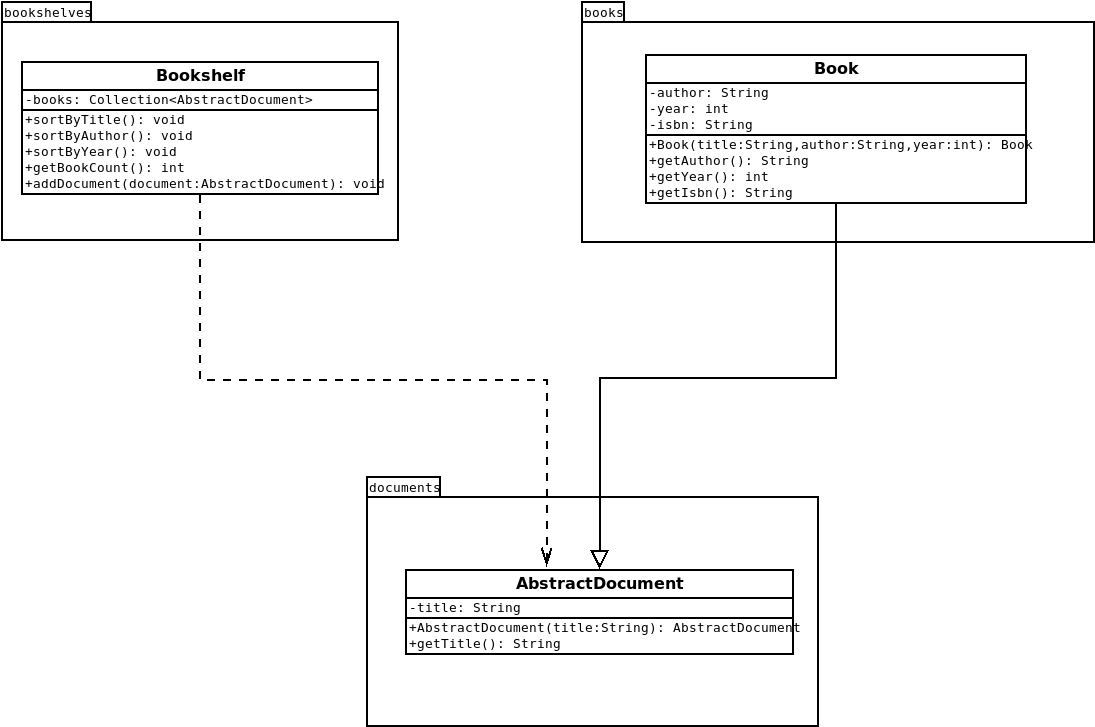 bookshelves
Bookshelf
-books: Collection<AbstractDocument>
+sortByTitle(): void
+sortByAuthor(): void
+sortByYear(): void
+getBookCount(): int
+addDocument(document:AbstractDocument): void
books
Book
-author: String
-year: int
-isbn: String
+Book(title:String,author:String,year:int): Book
+getAuthor(): String
+getYear(): int
+getIsbn(): String
documents
AbstractDocument
-title: String
+AbstractDocument(title:String): AbstractDocument
+getTitle(): String